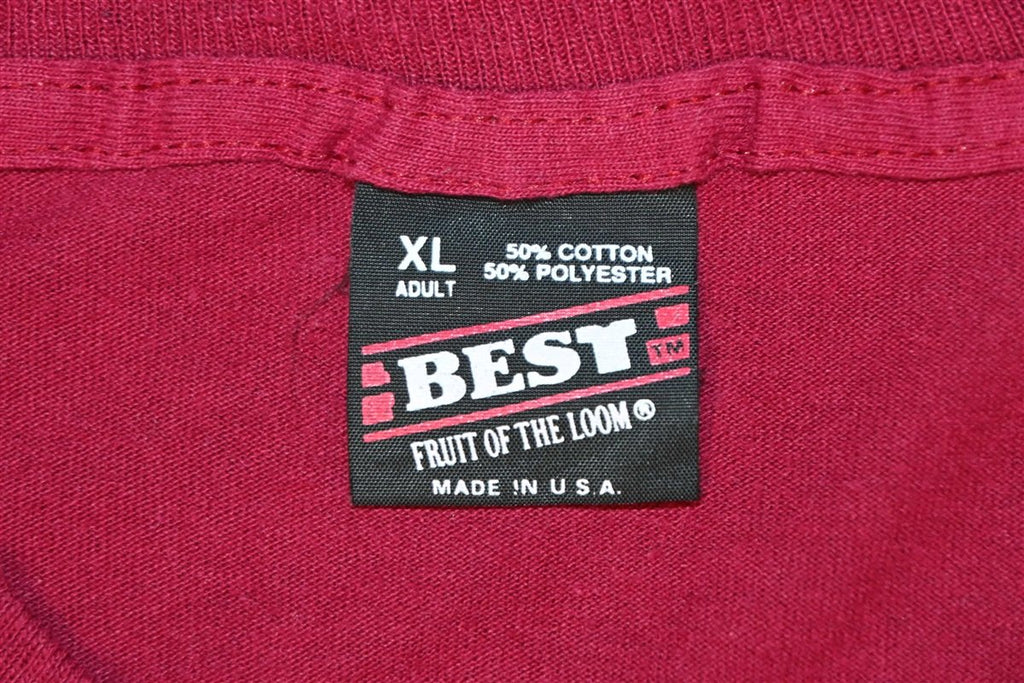 XL
ADULT
50% COTTON
50% POLYESTER
BEST TM
FRUIT OF THE LOOM®
MADE IN U.S.A.